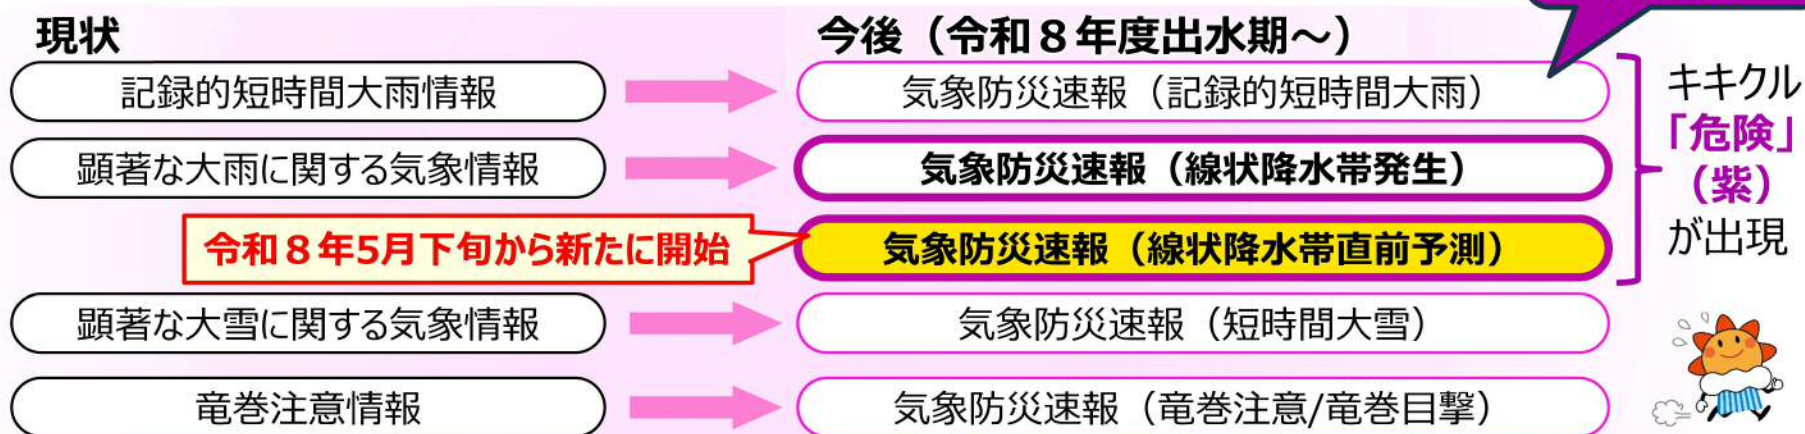 現状
今後（令和８年度出水期～）
記録的短時間大雨情報
気象防災速報（記録的短時間大雨）
顕著な大雨に関する気象情報
気象防災速報（線状降水帯発生）
令和８年5月下旬から新たに開始
気象防災速報（線状降水帯直前予測）
顕著な大雪に関する気象情報
気象防災速報（短時間大雪）
竜巻注意情報
気象防災速報（竜巻注意/竜巻目撃）
キキクル
「危険」
（紫）
が出現